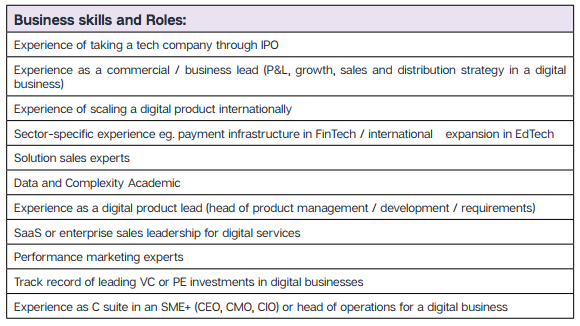 Business skills and Roles:
Experience of taking a tech company through IPO
Experience as a commercial / business lead (P&L, growth, sales and distribution strategy in a digital
business)
Experience of scaling a digital product internationally
Sector-specific experience eg. payment infrastructure in FinTech / international expansion in EdTech
Solution sales experts
Data and Complexity Academic
Experience as a digital product lead (head of product management / development / requirements)
SaaS or enterprise sales leadership for digital services
Performance marketing experts
Track record of leading VC or PE investments in digital businesses
Experience as C suite in an SME+ (CEO, CMO, CIO) or head of operations for a digital business